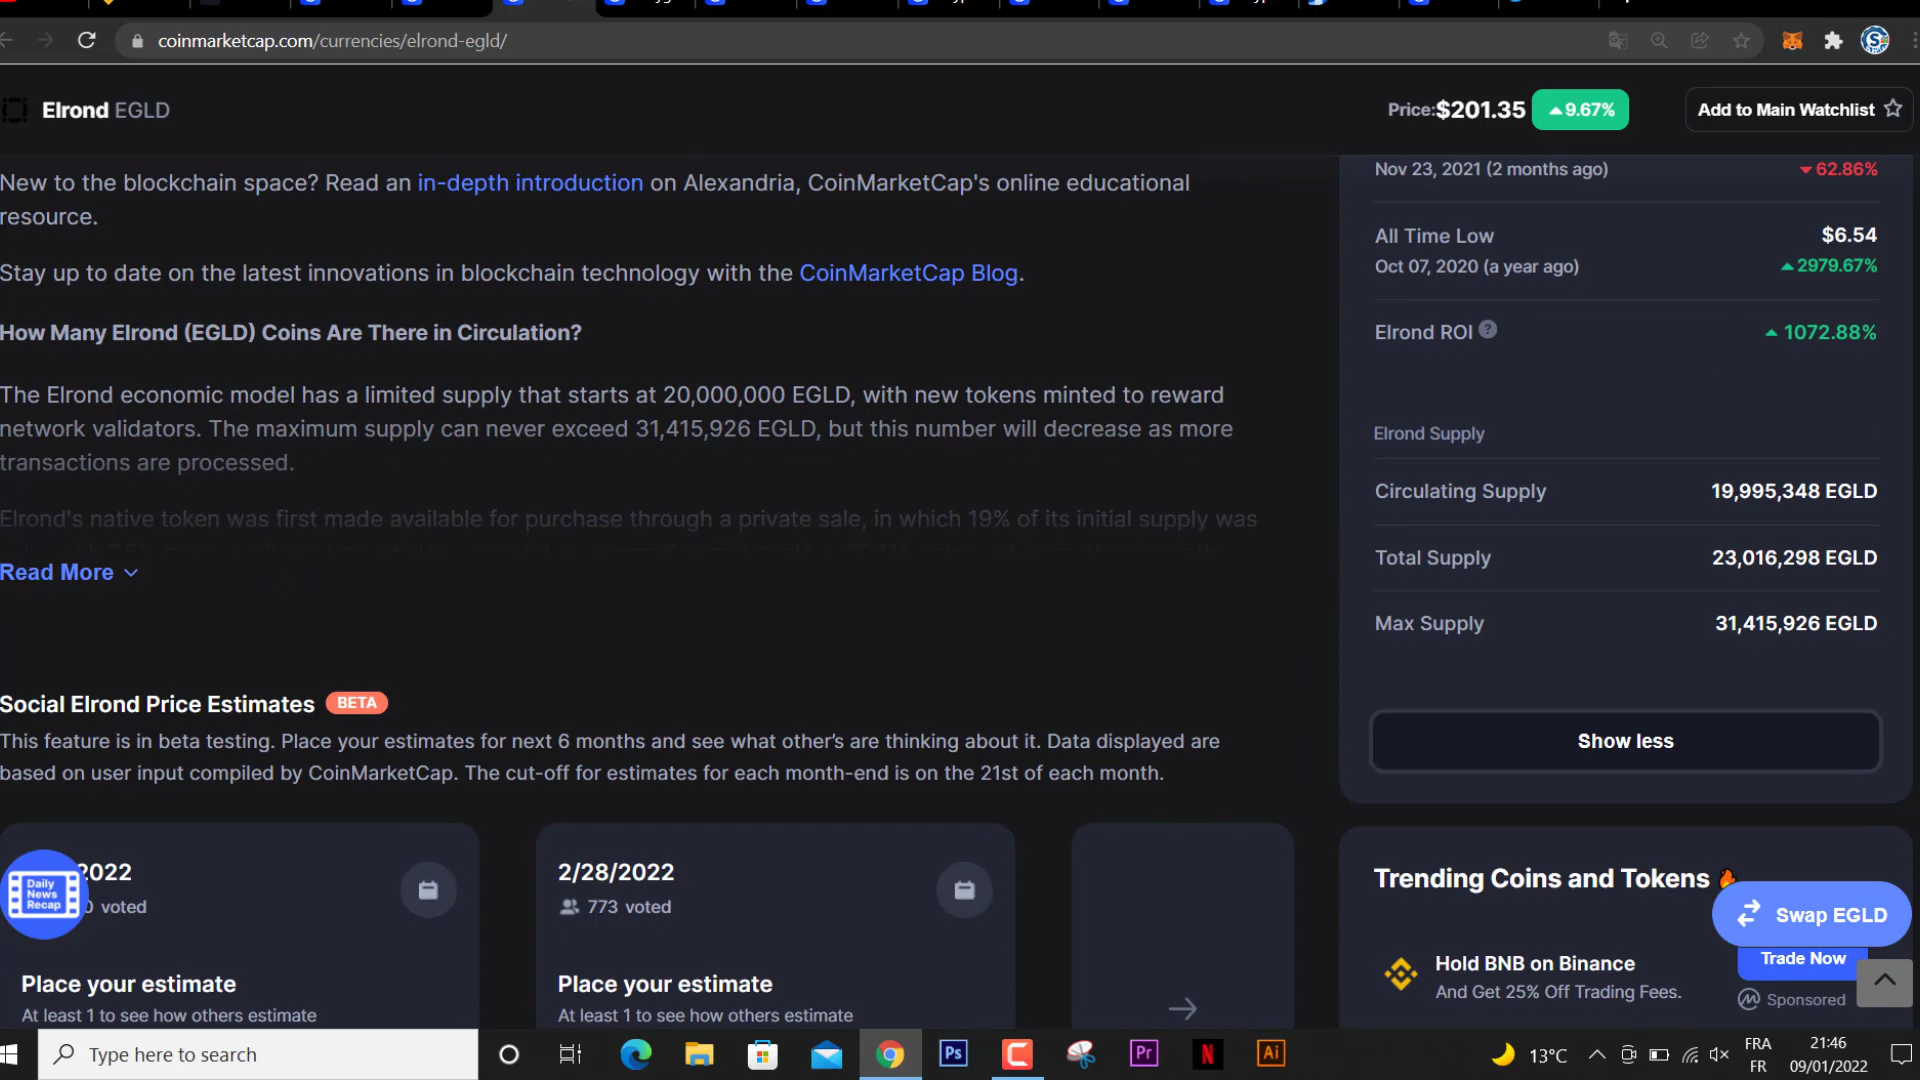 coinmarketcap.com/currencies/elrond-egld/
Elrond EGLD
Price:$201.35
9.67%
Add to Main Watchlist
New to the blockchain space? Read an in-depth introduction on Alexandria, CoinMarketCap's online educational
resource.
Stay up to date on the latest innovations in blockchain technology with the CoinMarketCap Blog.
How Many Elrond (EGLD) Coins Are There in Circulation?
The Elrond economic model has a limited supply that starts at 20,000,000 EGLD, with new tokens minted to reward
network validators. The maximum supply can never exceed 31,415,926 EGLD, but this number will decrease as more
transactions are processed.
Elrond's native token was first made available for purchase through a private sale, in which 19% of its initial supply was
Read More
Social Elrond Price Estimates BETA
This feature is in beta testing. Place your estimates for next 6 months and see what other's are thinking about it. Data displayed are
based on user input compiled by CoinMarketCap. The cut-off for estimates for each month-end is on the 21st of each month.
2022
0 voted
Place your estimate
At least 1 to see how others estimate
2/28/2022
773 voted
Place your estimate
At least 1 to see how others estimate
Daily
News
Recap
Nov 23, 2021 (2 months ago)
62.86%
All Time Low
$6.54
Oct 07, 2020 (a year ago)
2979.67%
Elrond ROI ?
1072.88%
Elrond Supply
Circulating Supply
19,995,348 EGLD
Total Supply
23,016,298 EGLD
Max Supply
31,415,926 EGLD
Show less
Trending Coins and Tokens
Swap EGLD
Hold BNB on Binance
And Get 25% Off Trading Fees.
Trade Now
Sponsored
Type here to search
Ps
Pr
N
Ai
13°C
FRA
FR
21:46
09/01/2022